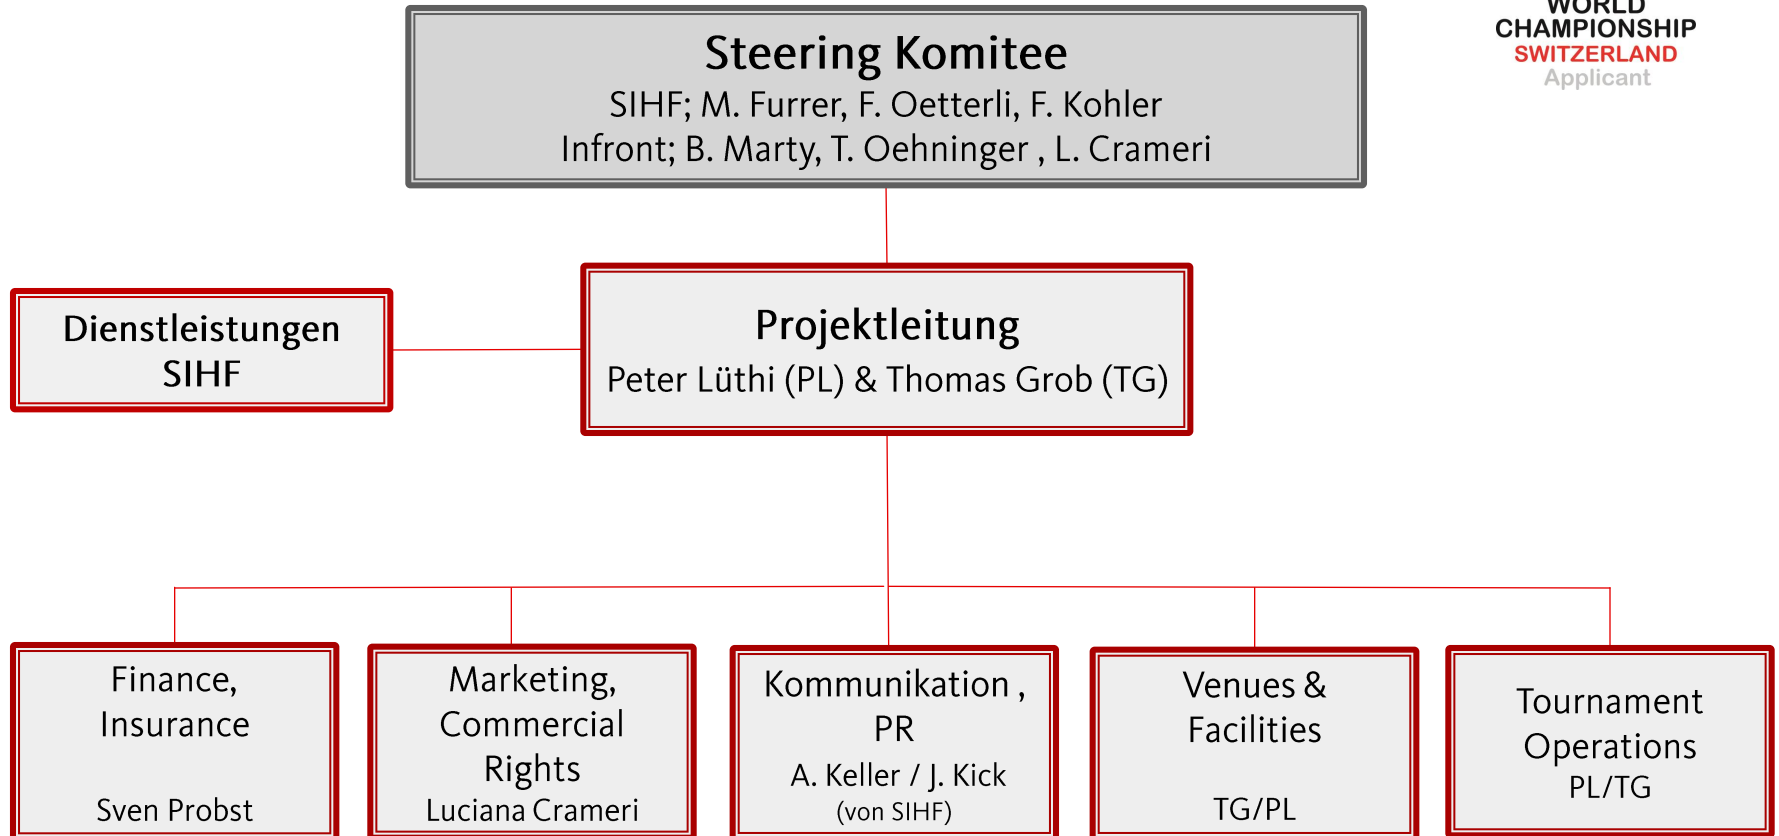 WORLD
CHAMPIONSHIP
SWITZERLAND
Applicant
Steering Komitee
SIHF; M. Furrer, F. Oetterli, F. Kohler
Infront; B. Marty, T. Oehninger , L. Crameri
Dienstleistungen
SIHF
Projektleitung
Peter Lüthi (PL) & Thomas Grob (TG)
Finance,
Insurance
Sven Probst
Marketing,
Commercial
Rights
Luciana Crameri
Kommunikation ,
PR
A. Keller / J. Kick
(von SIHF)
Venues &
Facilities
TG/PL
Tournament
Operations
PL/TG